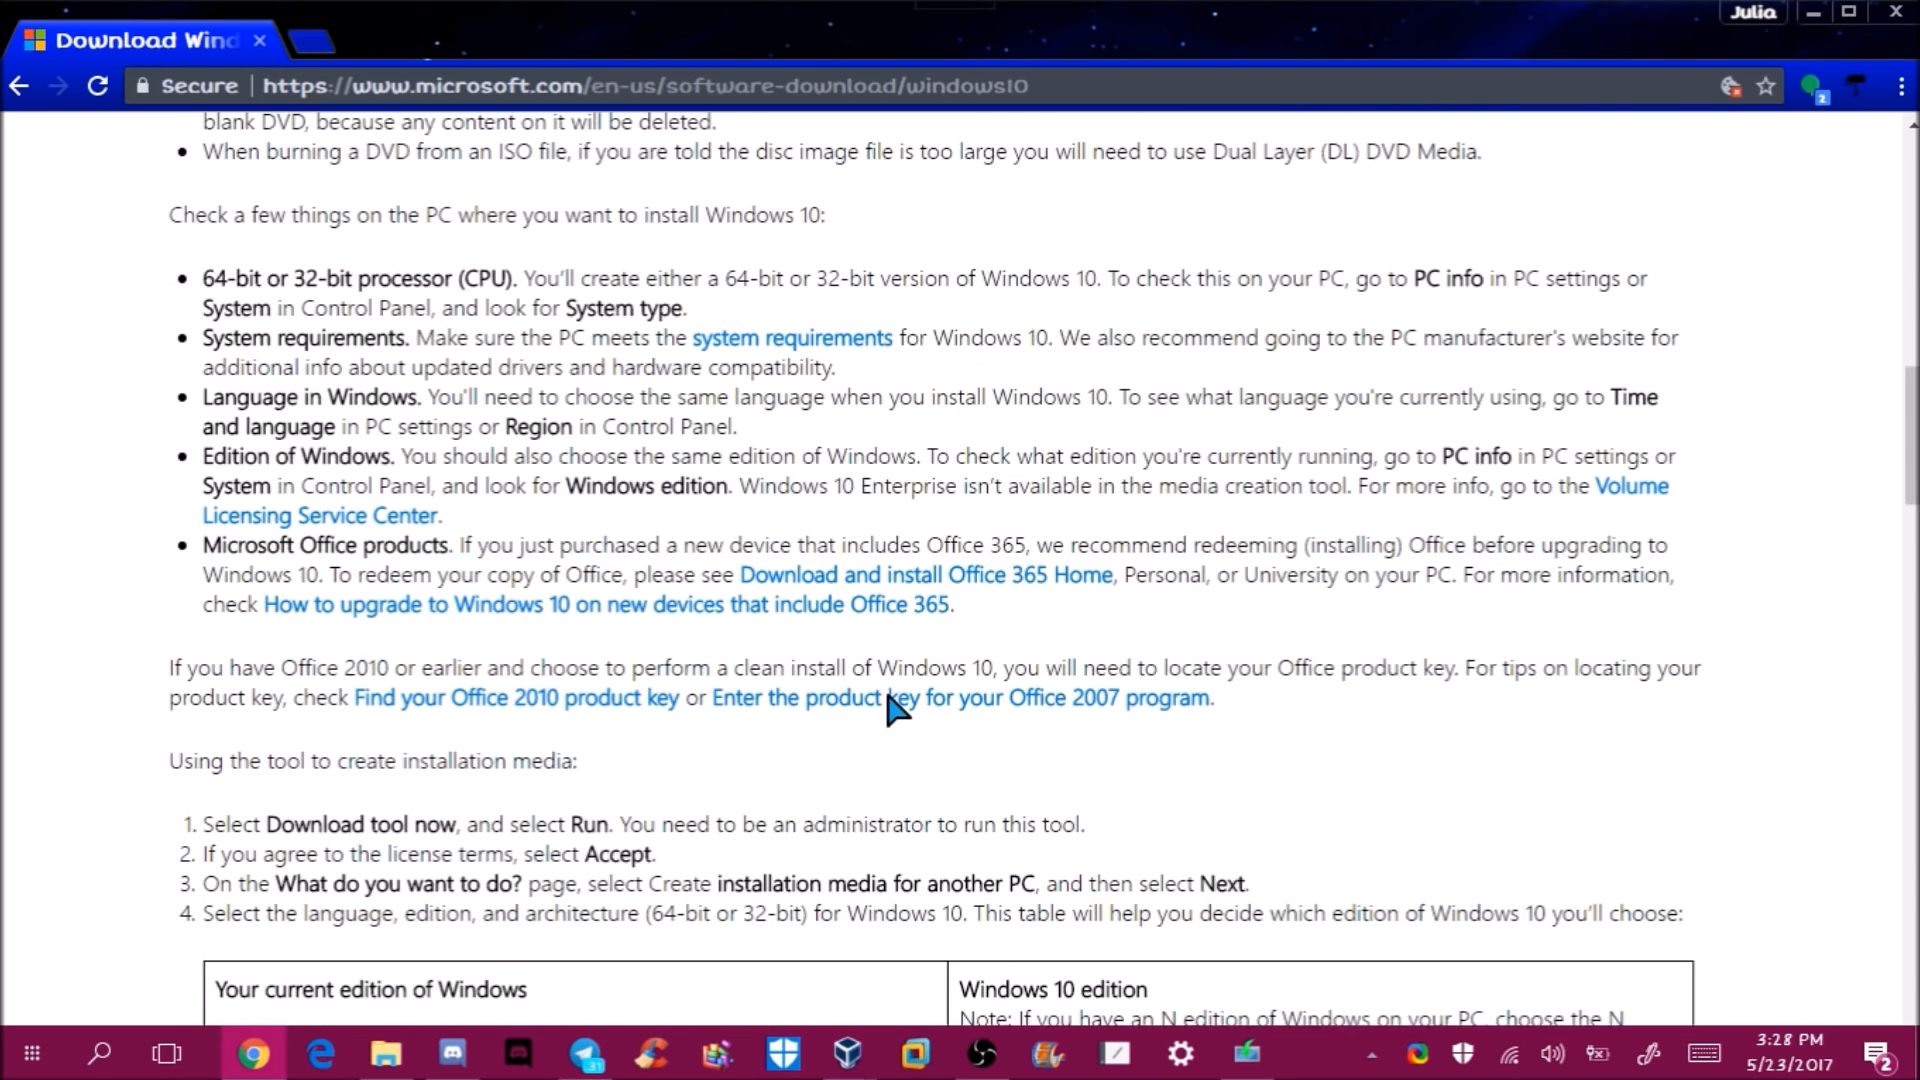 Julia
Download Wind
Secure | https://www.microsoft.com/en-us/software-download/windows10
2
blank DVD, because any content on it will be deleted.
• When burning a DVD from an ISO file, if you are told the disc image file is too large you will need to use Dual Layer (DL) DVD Media.
Check a few things on the PC where you want to install Windows 10:
• 64-bit or 32-bit processor (CPU). You'll create either a 64-bit or 32-bit version of Windows 10. To check this on your PC, go to PC info in PC settings or
System in Control Panel, and look for System type.
• System requirements. Make sure the PC meets the system requirements for Windows 10. We also recommend going to the PC manufacturer's website for
additional info about updated drivers and hardware compatibility.
• Language in Windows. You'll need to choose the same language when you install Windows 10. To see what language you're currently using, go to Time
and language in PC settings or Region in Control Panel.
• Edition of Windows. You should also choose the same edition of Windows. To check what edition you're currently running, go to PC info in PC settings or
System in Control Panel, and look for Windows edition. Windows 10 Enterprise isn't available in the media creation tool. For more info, go to the Volume
Licensing Service Center.
• Microsoft Office products. If you just purchased a new device that includes Office 365, we recommend redeeming (installing) Office before upgrading to
Windows 10. To redeem your copy of Office, please see Download and install Office 365 Home, Personal, or University on your PC. For more information,
check How to upgrade to Windows 10 on new devices that include Office 365.
If you have Office 2010 or earlier and choose to perform a clean install of Windows 10, you will need to locate your Office product key. For tips on locating your
product key, check Find your Office 2010 product key or Enter the product key for your Office 2007 program.
Using the tool to create installation media:
1. Select Download tool now, and select Run. You need to be an administrator to run this tool.
2. If you agree to the license terms, select Accept.
3. On the What do you want to do? page, select Create installation media for another PC, and then select Next.
4. Select the language, edition, and architecture (64-bit or 32-bit) for Windows 10. This table will help you decide which edition of Windows 10 you'll choose:
Your current edition of Windows
Windows 10 edition
Note: If you have an N edition of Windows on your PC, choose the N
31
3:28 PM
5/23/2017
2